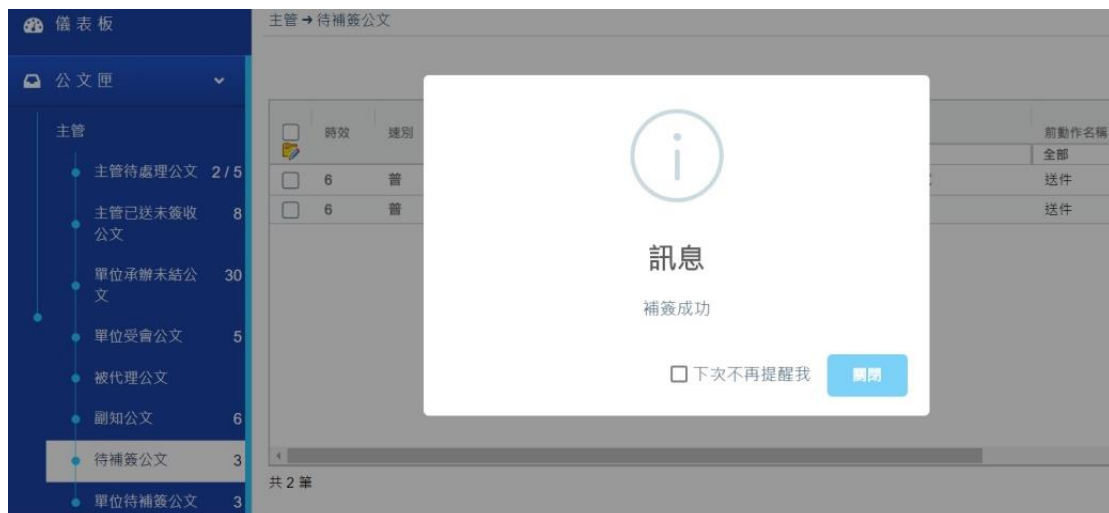 儀表板
主管➜待補簽公文
公文匣
主管
主管待處理公文 2 / 5
主管已送未簽收
公文 8
單位承辦未結公
文 30
單位受會公文 5
被代理公文
副知公文 6
待補簽公文 3
單位待補簽公文 3
時效 速別 前動作名稱
全部
6 普 送件
6 普 送件
共 2 筆
訊息
補簽成功
下次不再提醒我 關閉